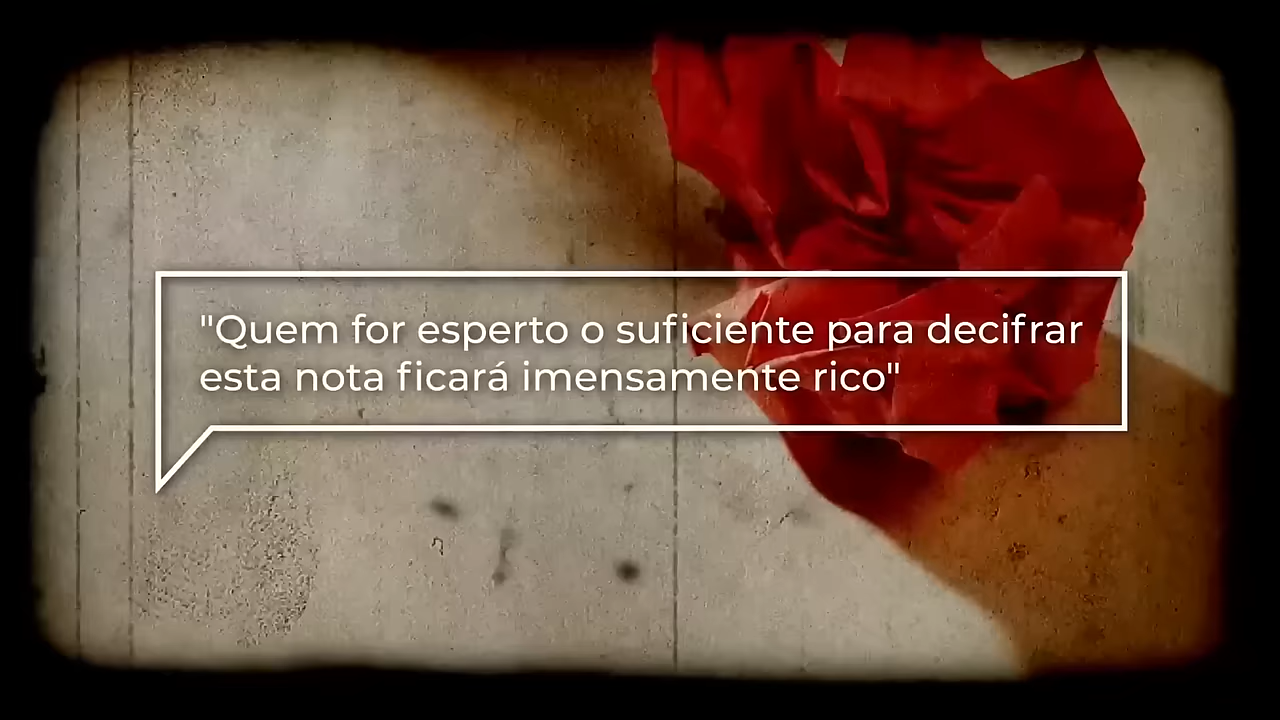 "Quem for esperto o suficiente para decifrar
esta nota ficará imensamente rico"